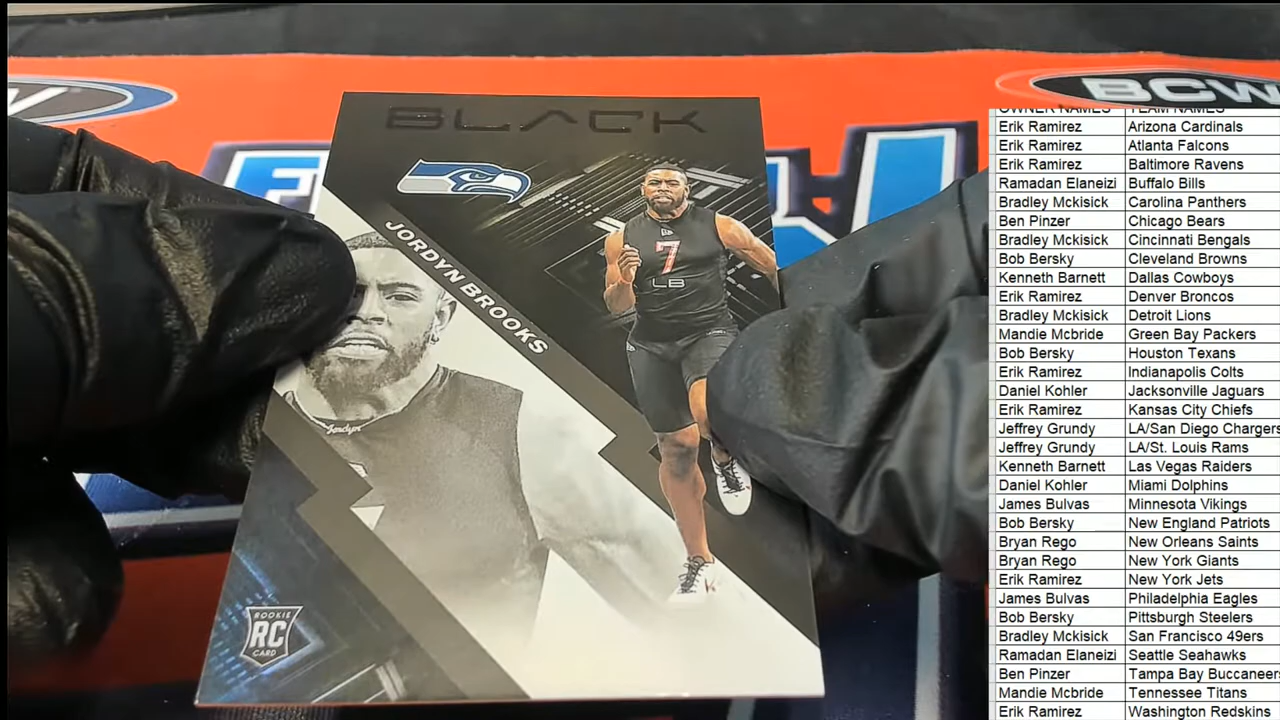 BLACK
JORDYN BROOKS
7
LB
Jordyn
ROOKIE
RC
CARD
BCW
OWNER NAMES TEAM NAMES
Erik Ramirez Arizona Cardinals
Erik Ramirez Atlanta Falcons
Erik Ramirez Baltimore Ravens
Ramadan Elaneizi Buffalo Bills
Bradley Mckisick Carolina Panthers
Ben Pinzer Chicago Bears
Bradley Mckisick Cincinnati Bengals
Bob Bersky Cleveland Browns
Kenneth Barnett Dallas Cowboys
Erik Ramirez Denver Broncos
Bradley Mckisick Detroit Lions
Mandie Mcbride Green Bay Packers
Bob Bersky Houston Texans
Erik Ramirez Indianapolis Colts
Daniel Kohler Jacksonville Jaguars
Erik Ramirez Kansas City Chiefs
Jeffrey Grundy LA/San Diego Chargers
Jeffrey Grundy LA/St. Louis Rams
Kenneth Barnett Las Vegas Raiders
Daniel Kohler Miami Dolphins
James Bulvas Minnesota Vikings
Bob Bersky New England Patriots
Bryan Rego New Orleans Saints
Bryan Rego New York Giants
Erik Ramirez New York Jets
James Bulvas Philadelphia Eagles
Bob Bersky Pittsburgh Steelers
Bradley Mckisick San Francisco 49ers
Ramadan Elaneizi Seattle Seahawks
Ben Pinzer Tampa Bay Buccaneers
Mandie Mcbride Tennessee Titans
Erik Ramirez Washington Redskins